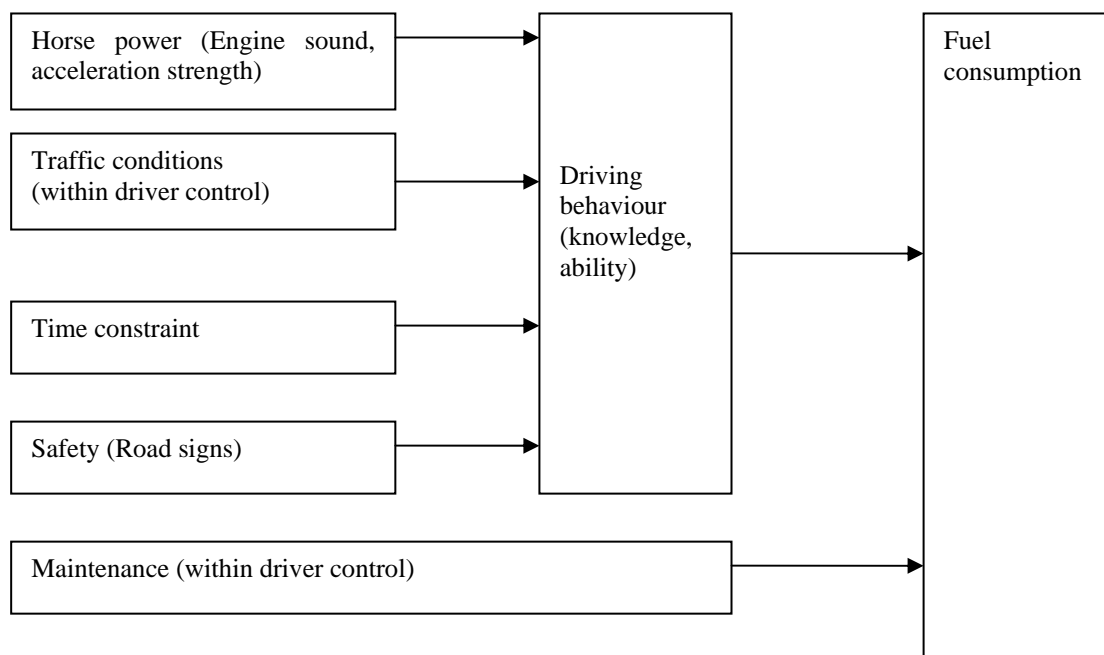 Horse power (Engine sound,
acceleration strength)
Traffic conditions
(within driver control)
Time constraint
Safety (Road signs)
Maintenance (within driver control)
Driving
behaviour
(knowledge,
ability)
Fuel
consumption